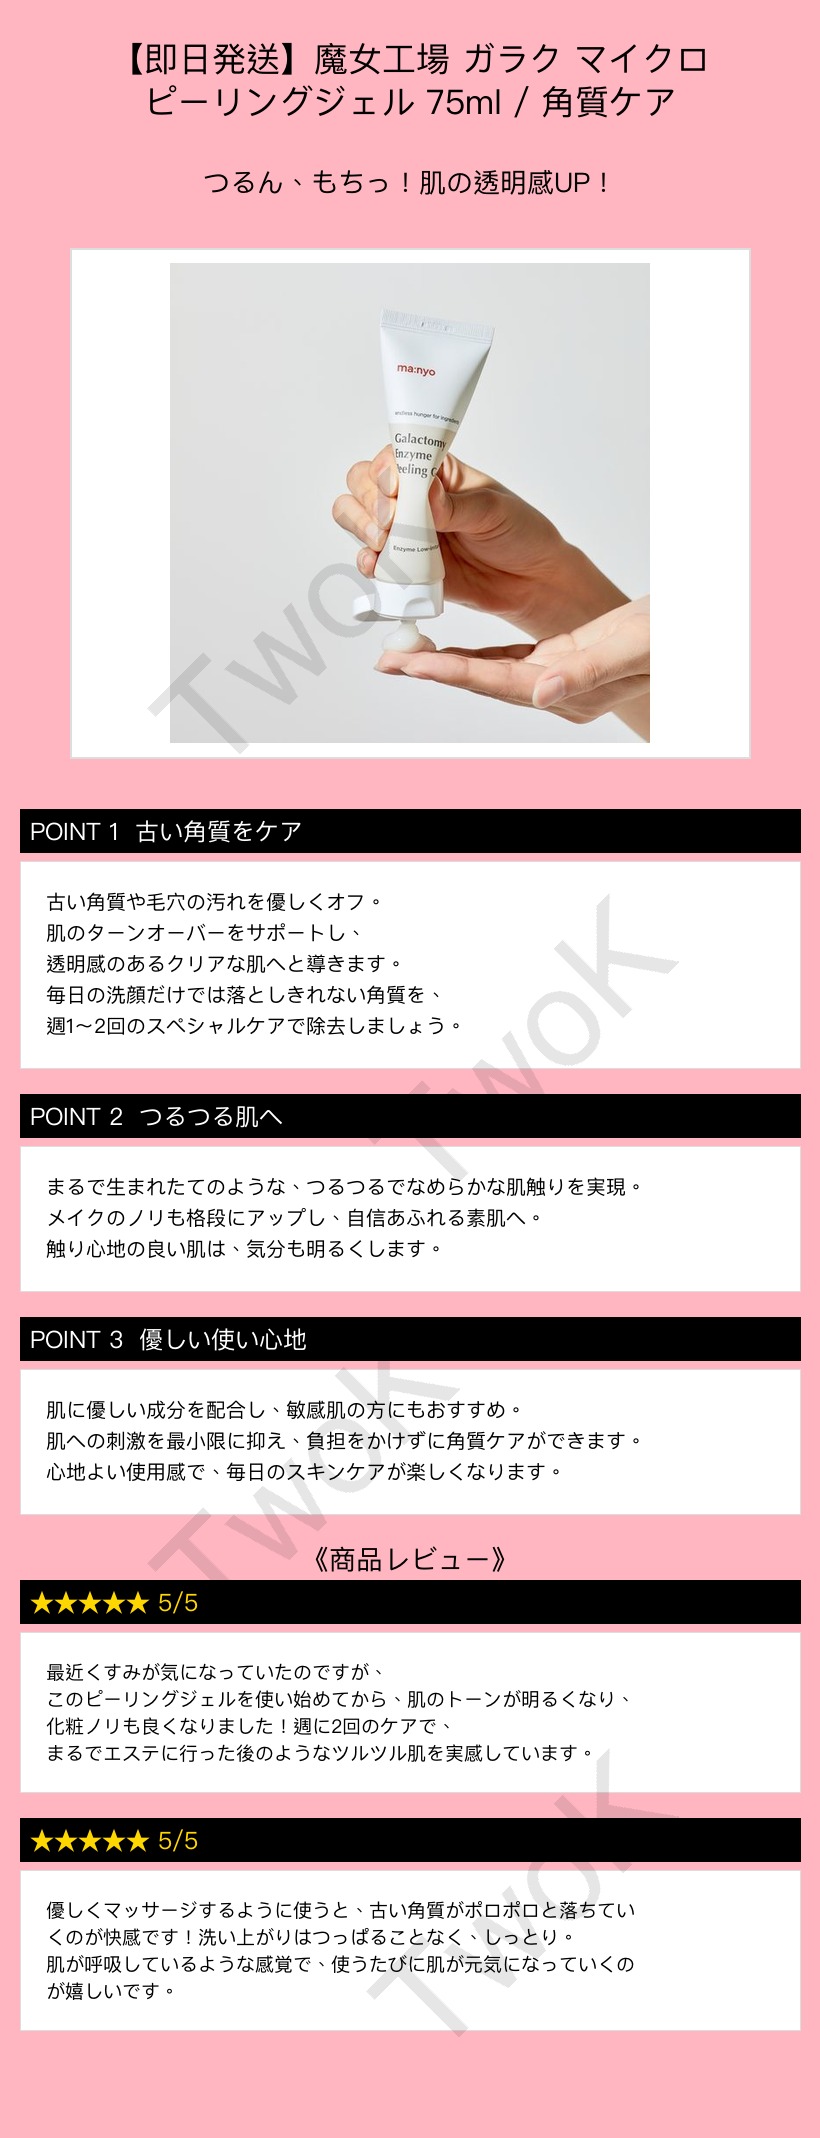 【即日発送】魔女工場 ガラク マイクロ
ピーリングジェル 75ml / 角質ケア
つるん、もちっ！肌の透明感UP！
ma:nyo
endless hunger for ingredient
Galactomy
Enzyme
Peeling G
Enzyme
TwoK
POINT 1 古い角質をケア
古い角質や毛穴の汚れを優しくオフ。
肌のターンオーバーをサポートし、
透明感のあるクリアな肌へと導きます。
毎日の洗顔だけでは落としきれない角質を、
週1〜2回のスペシャルケアで除去しましょう。
TwoK
POINT 2 つるつる肌へ
まるで生まれたてのような、つるつるでなめらかな肌触りを実現。
メイクのノリも格段にアップし、自信あふれる素肌へ。
触り心地の良い肌は、気分も明るくします。
POINT 3 優しい使い心地
肌に優しい成分を配合し、敏感肌の方にもおすすめ。
肌への刺激を最小限に抑え、負担をかけずに角質ケアができます。
心地よい使用感で、毎日のスキンケアが楽しくなります。
TwoK
《商品レビュー》
★★★★★ 5/5
最近くすみが気になっていたのですが、
このピーリングジェルを使い始めてから、肌のトーンが明るくなり、
化粧ノリも良くなりました！週に2回のケアで、
まるでエステに行った後のようなツルツル肌を実感しています。
★★★★★ 5/5
優しくマッサージするように使うと、古い角質がポロポロと落ちてい
くのが快感です！洗い上がりはつっぱることなく、しっとり。
肌が呼吸しているような感覚で、使うたびに肌が元気になっていくの
が嬉しいです。
TwoK